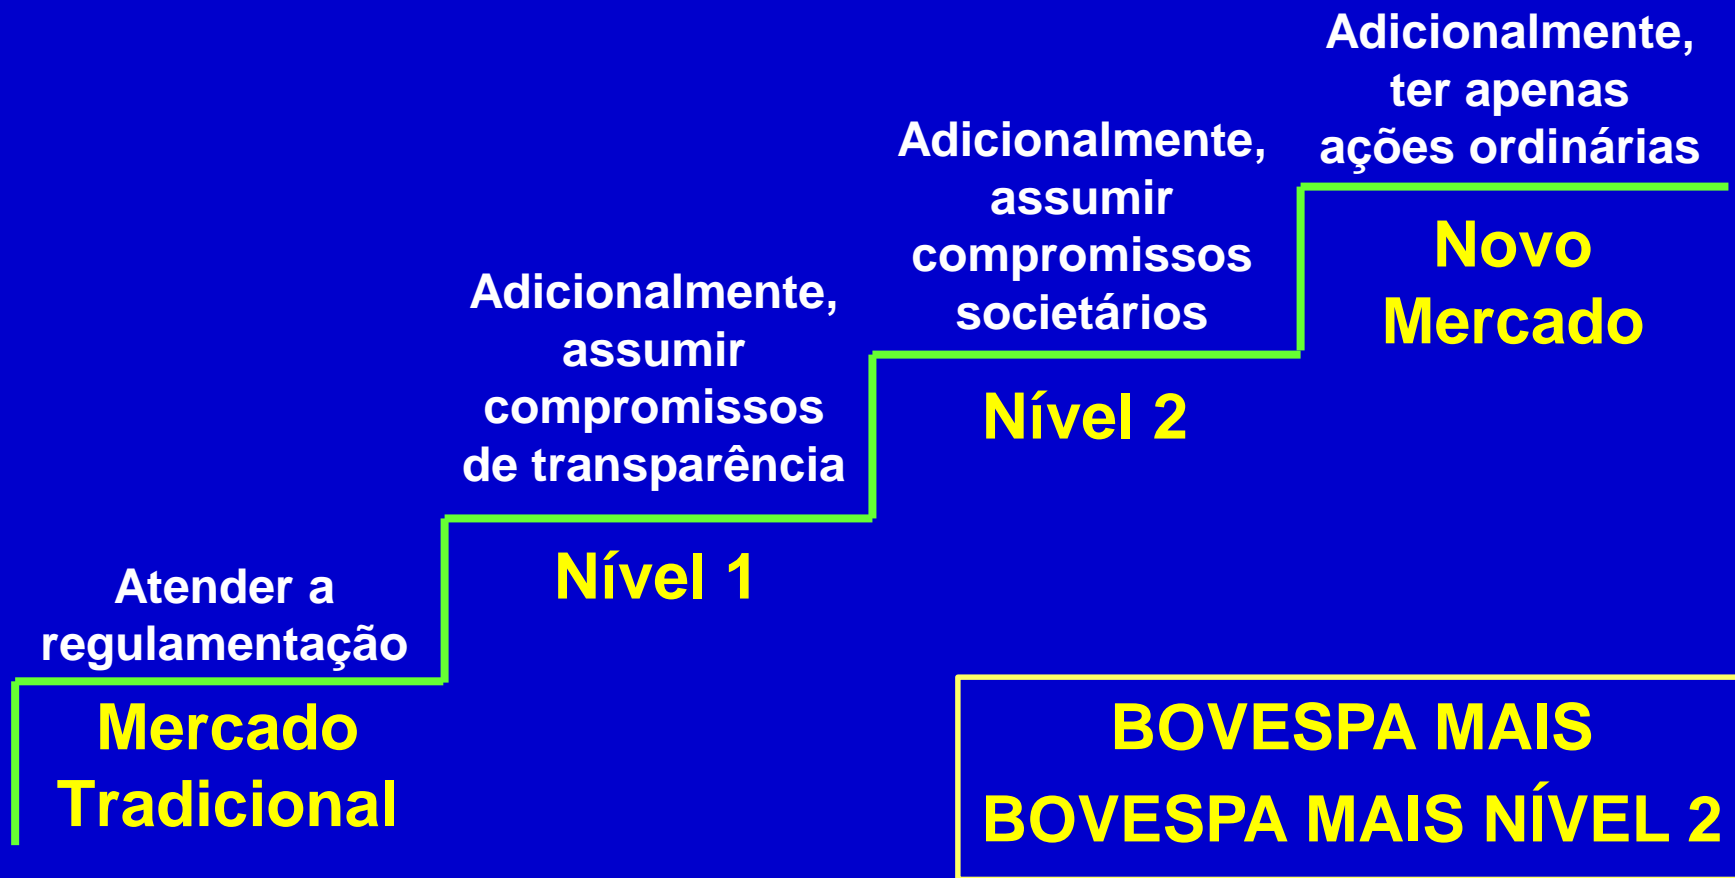 Atender a
regulamentação
Mercado
Tradicional
Adicionalmente,
assumir
compromissos
de transparência
Nível 1
Adicionalmente,
assumir
compromissos
societários
Nível 2
Adicionalmente,
ter apenas
ações ordinárias
Novo
Mercado
BOVESPA MAIS
BOVESPA MAIS NÍVEL 2